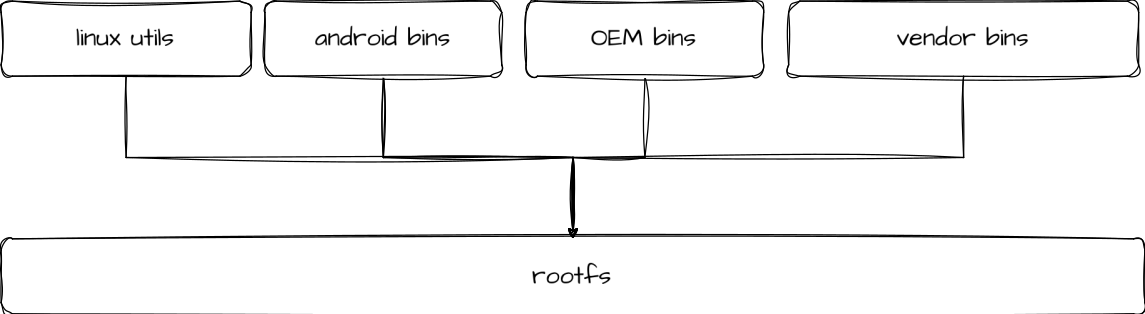 linux utils
android bins
OEM bins
vendor bins
rootfs